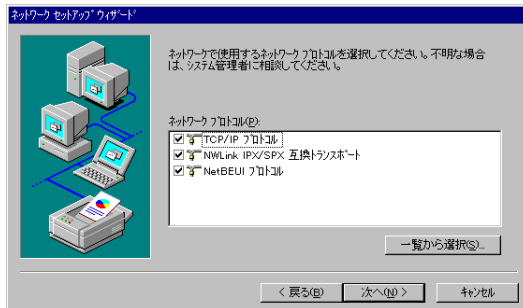 ネットワーク セットアップ ウィザード
ネットワークで使用するネットワーク プロトコルを選択してください。不明な場合
は、システム管理者に相談してください。
ネットワーク プロトコル(P):
TCP/IP プロトコル
NWLink IPX/SPX 互換トランスポート
NetBEUI プロトコル
一覧から選択(S)...
< 戻る(B)
次へ(N) >
キャンセル